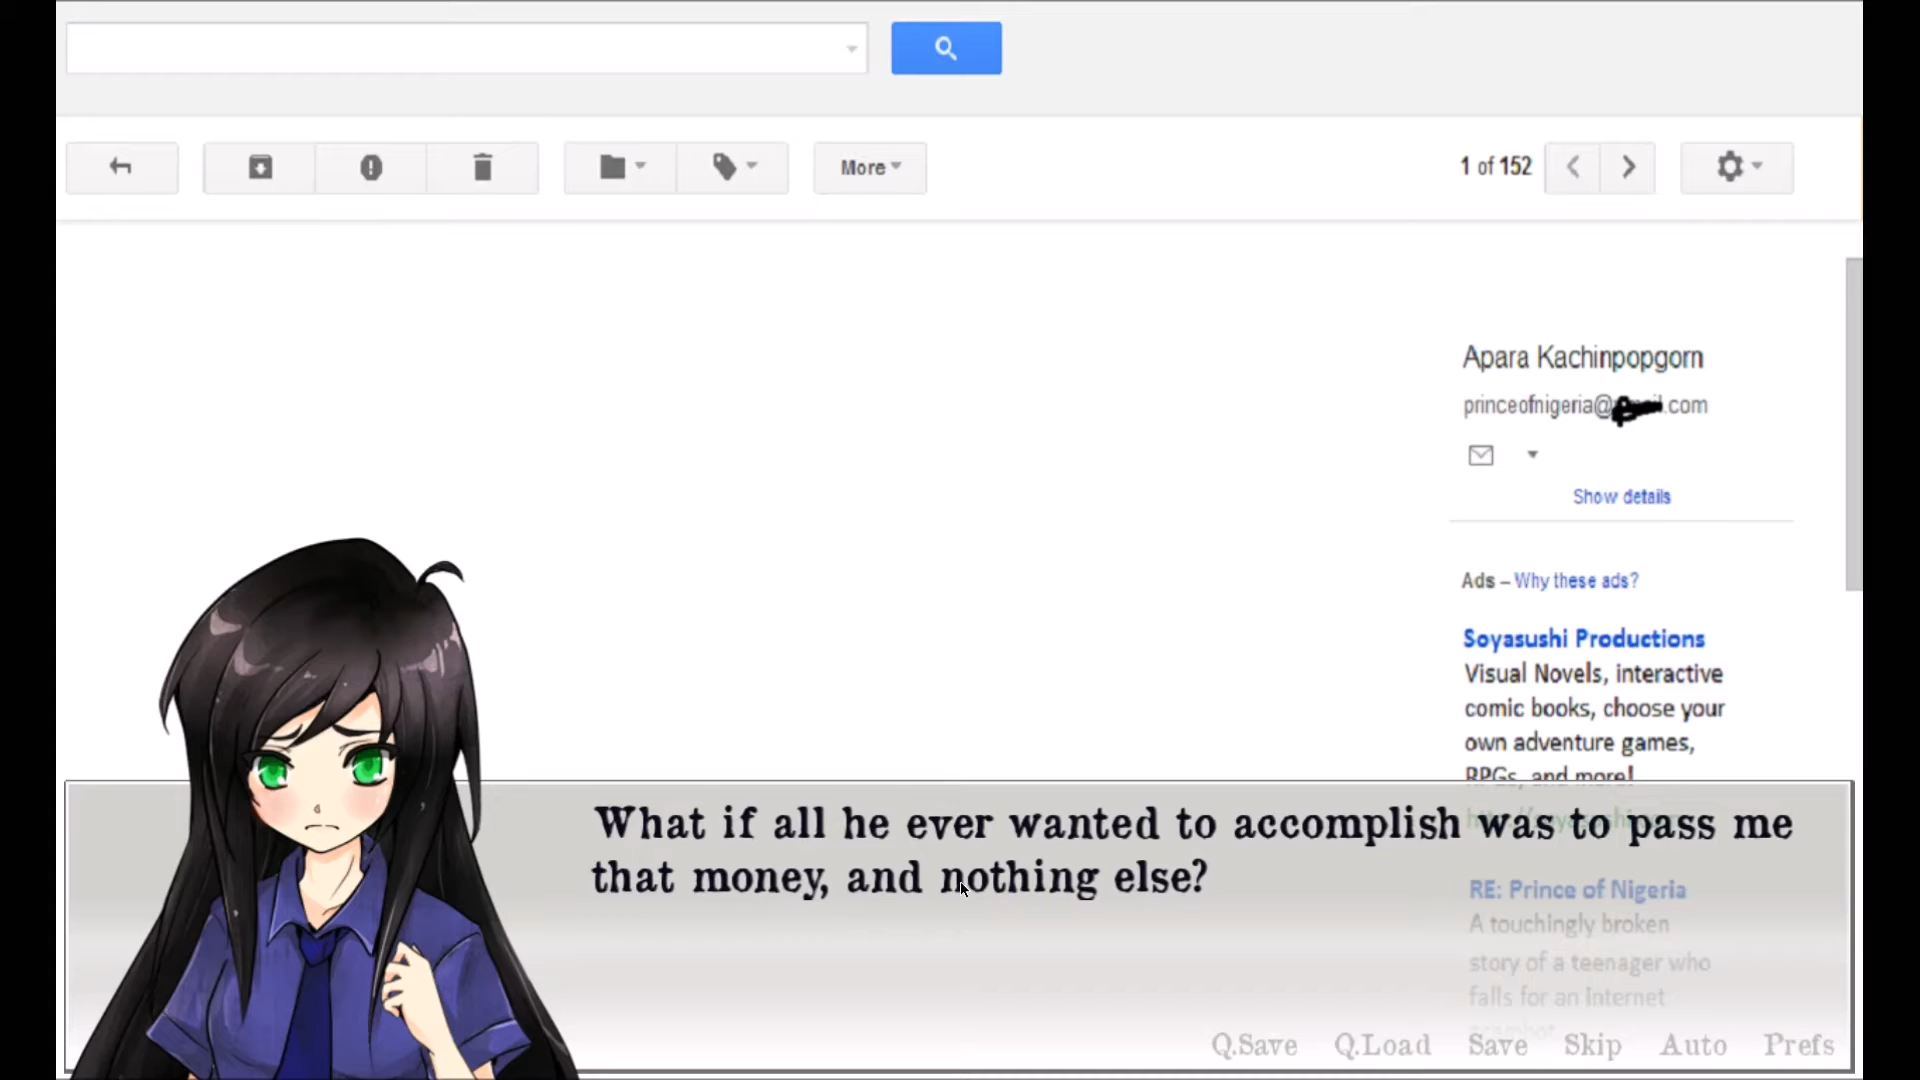 More
1 of 152
Apara Kachinpopgorn
princeofnigeria@ .com
Show details
Ads – Why these ads?
Soyasushi Productions
Visual Novels, interactive
comic books, choose your
own adventure games,
RPGs, and more!
What if all he ever wanted to accomplish was to pass me
that money, and nothing else?
RE: Prince of Nigeria
A touchingly broken
story of a teenager who
falls for an Internet
Q.Save Q.Load Save Skip Auto Prefs